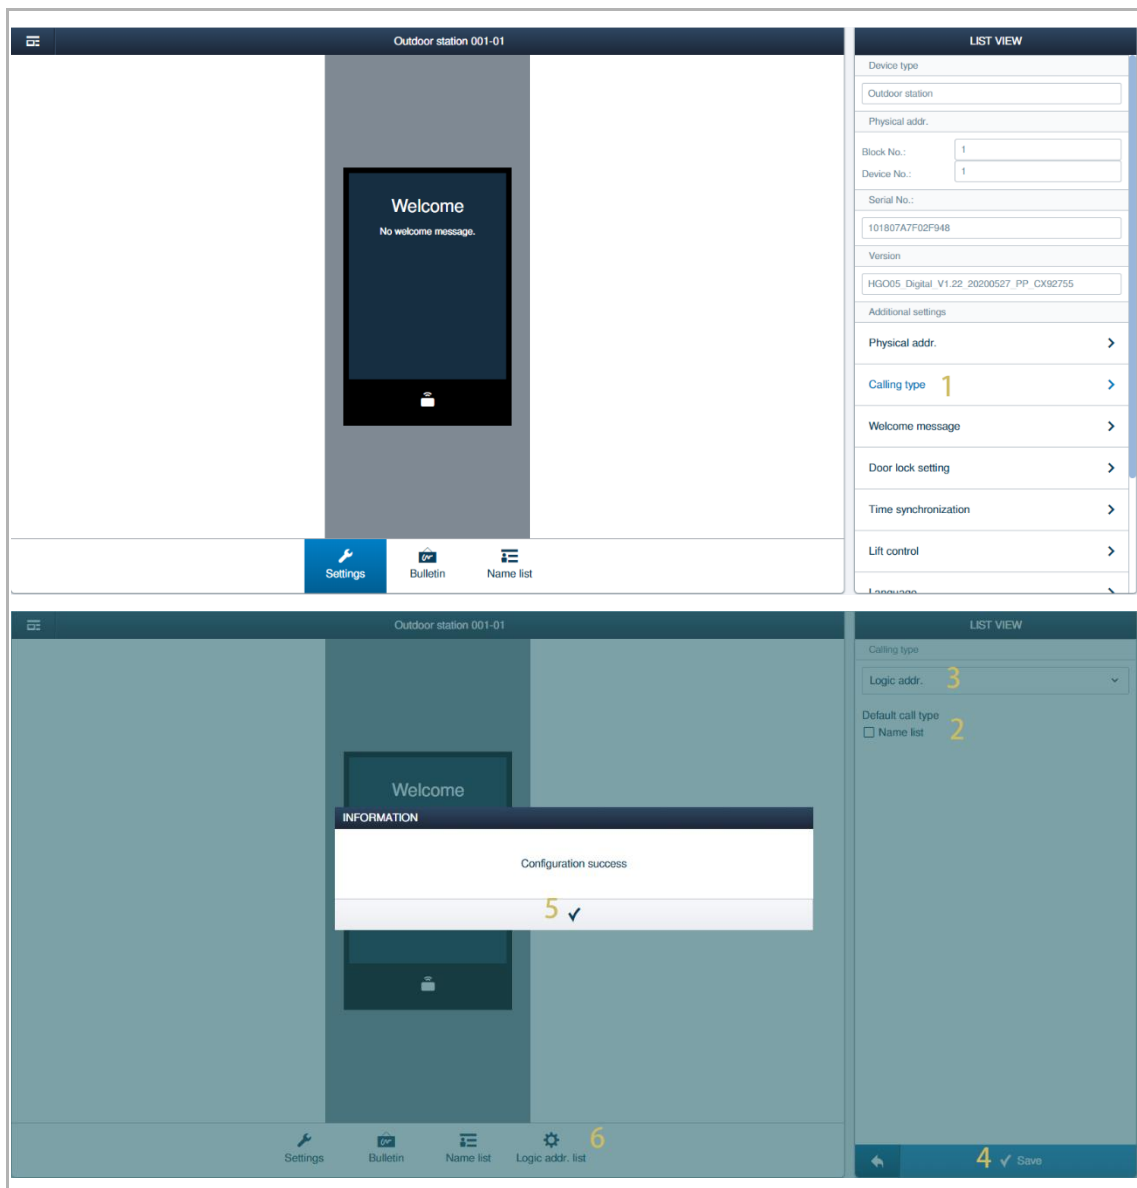 Outdoor station 001-01
Welcome
No welcome message.
Settings
Bulletin
Name list
LIST VIEW
Device type
Outdoor station
Physical addr.
Block No.: 1
Device No.: 1
Serial No.:
101807A7F02F948
Version
HGO05_Digital_V1.22_20200527_PP_CX92755
Additional settings
Physical addr.
Calling type 1
Welcome message
Door lock setting
Time synchronization
Lift control
Language
Outdoor station 001-01
Welcome
INFORMATION
Configuration success
5
Settings
Bulletin
Name list
Logic addr. list 6
LIST VIEW
Calling type
Logic addr. 3
Default call type
Name list 2
4 Save